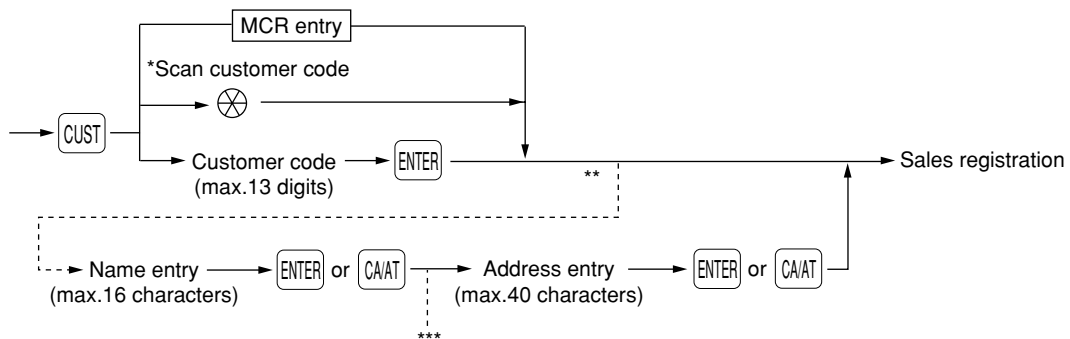 MCR entry
*Scan customer code
CUST
Customer code
(max.13 digits)
ENTER
**
Sales registration
Name entry
(max.16 characters)
ENTER or CA/AT
***
Address entry
(max.40 characters)
ENTER or CA/AT